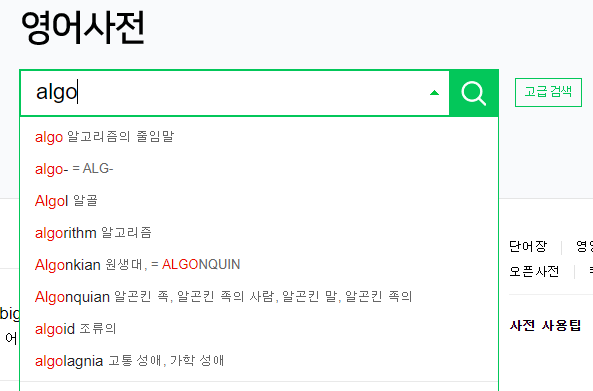 영어사전
algo
고급 검색
algo 알고리즘의 줄임말
algo- = ALG-
Algol 알골
algorithm 알고리즘
Algonkian 원생대, = ALGONQUIN
Algonquian 알곤킨 족, 알곤킨 족의 사람, 알곤킨 말, 알곤킨 족의
algoid 조류의
algolagnia 고통 성애, 가학 성애
단어장
오픈사전
사전 사용팁
big
어